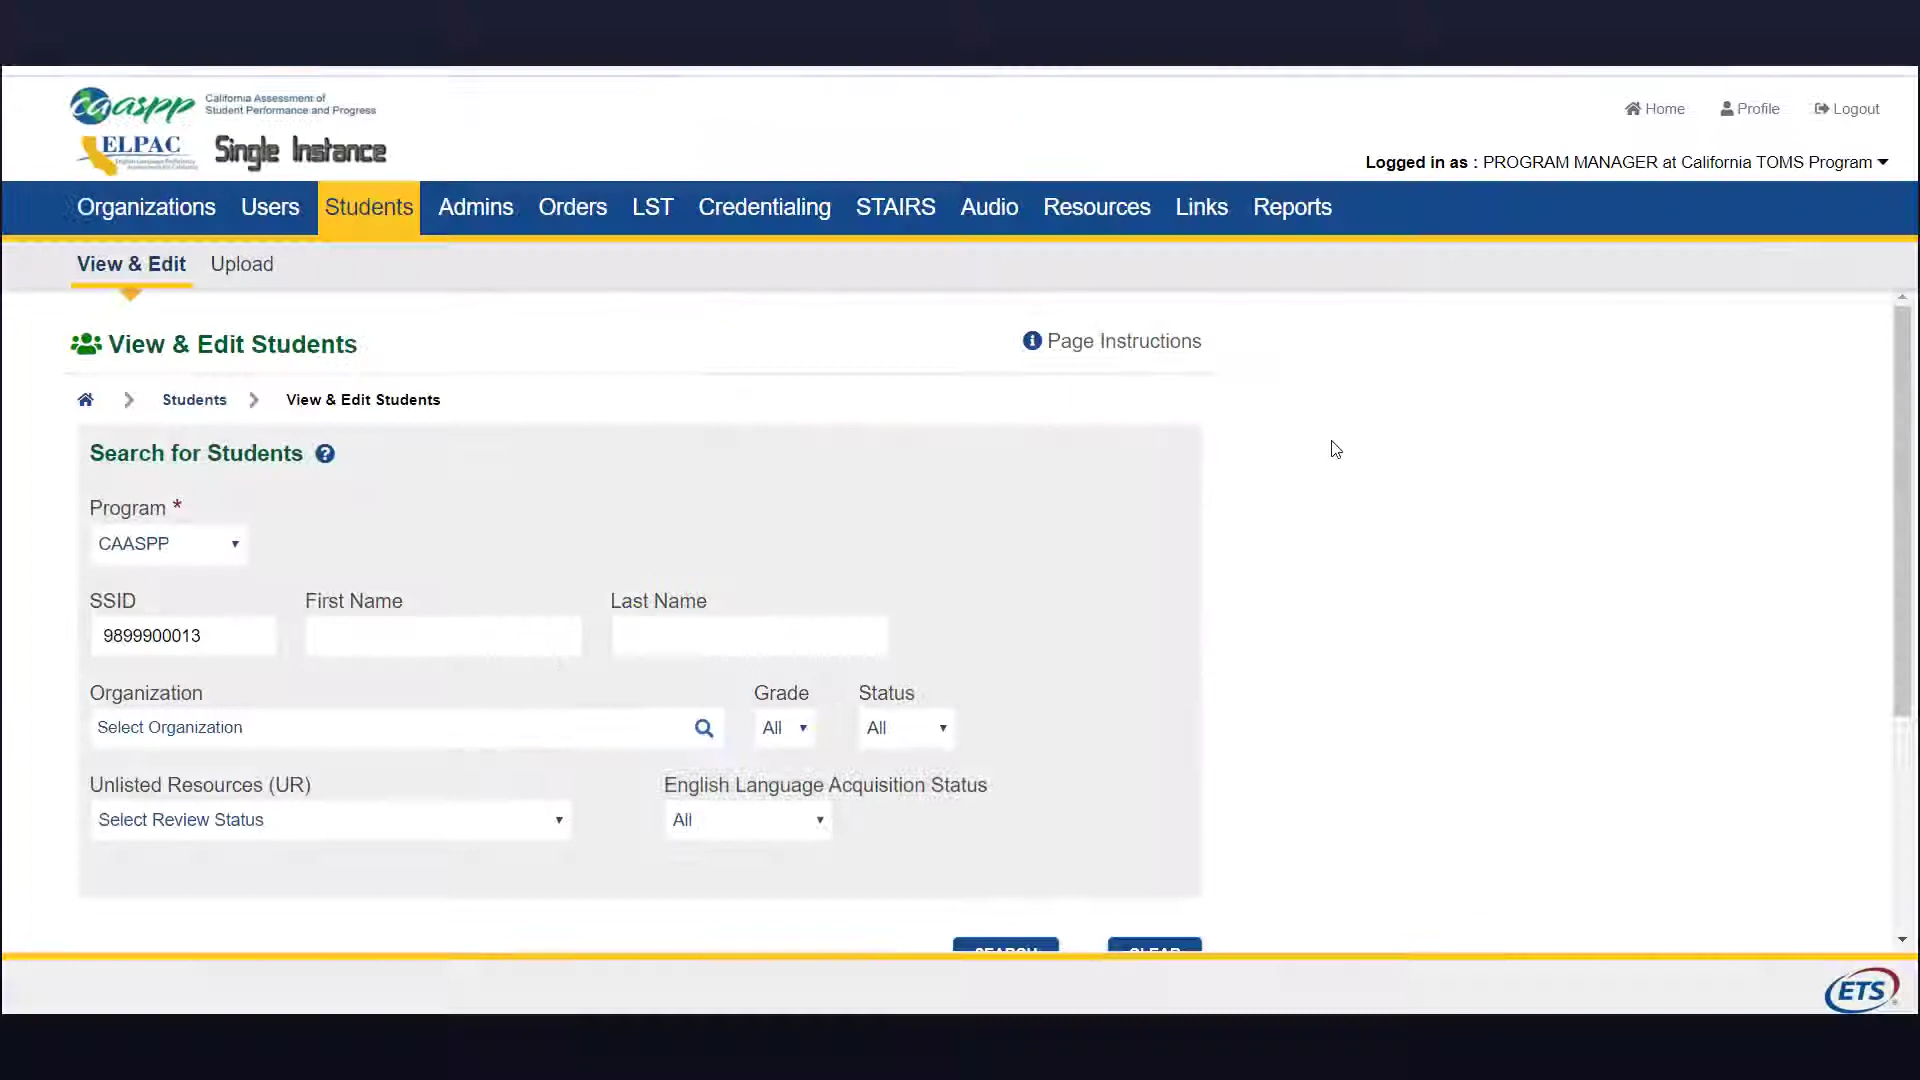 caaspp California Assessment of
Student Performance and Progress
ELPAC Single Instance
Home Profile Logout
Logged in as : PROGRAM MANAGER at California TOMS Program
Organizations Users Students Admins Orders LST Credentialing STAIRS Audio Resources Links Reports
View & Edit Upload
View & Edit Students
Page Instructions
Students View & Edit Students
Search for Students
Program *
CAASPP
SSID First Name Last Name
9899900013
Organization Grade Status
Select Organization All All
Unlisted Resources (UR) English Language Acquisition Status
Select Review Status All
SEARCH CLEAR
ETS